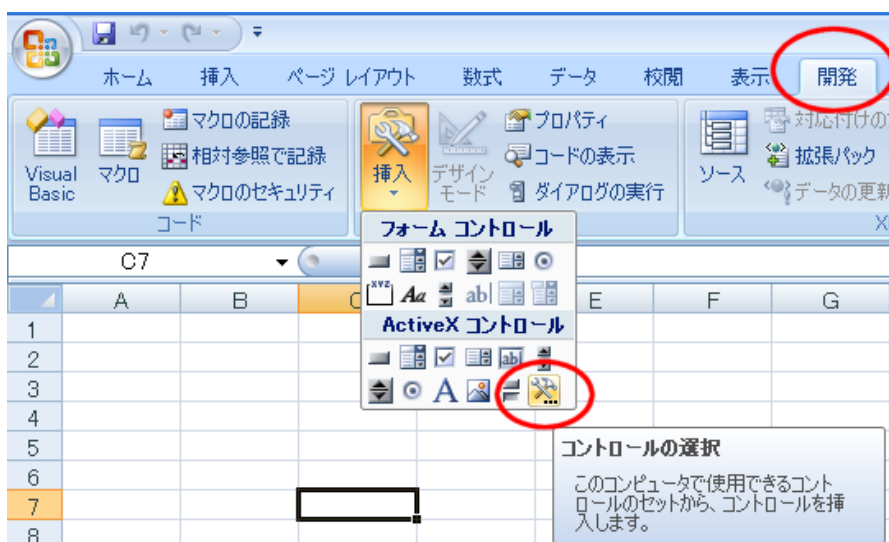 ホーム 挿入 ページ レイアウト 数式 データ 校閲 表示 開発
Visual Basic
マクロ
マクロの記録
相対参照で記録
マクロのセキュリティ
コード
挿入
デザイン モード
プロパティ
コードの表示
ダイアログの実行
ソース
対応付けの
拡張パック
データの更新
X
フォーム コントロール
XYZ Aa ab|
ActiveX コントロール
ab|
A
C7
A B C E F G
1
2
3
4
5
6
7
8
コントロールの選択
このコンピュータで使用できるコント
ロールのセットから、コントロールを挿
入します。